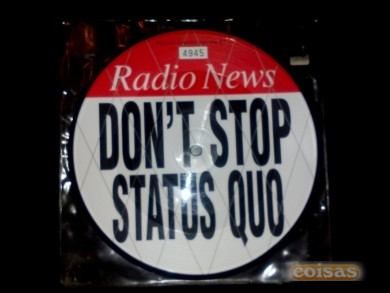 4945
Radio News
DON'T STOP
STATUS QUO
coisas